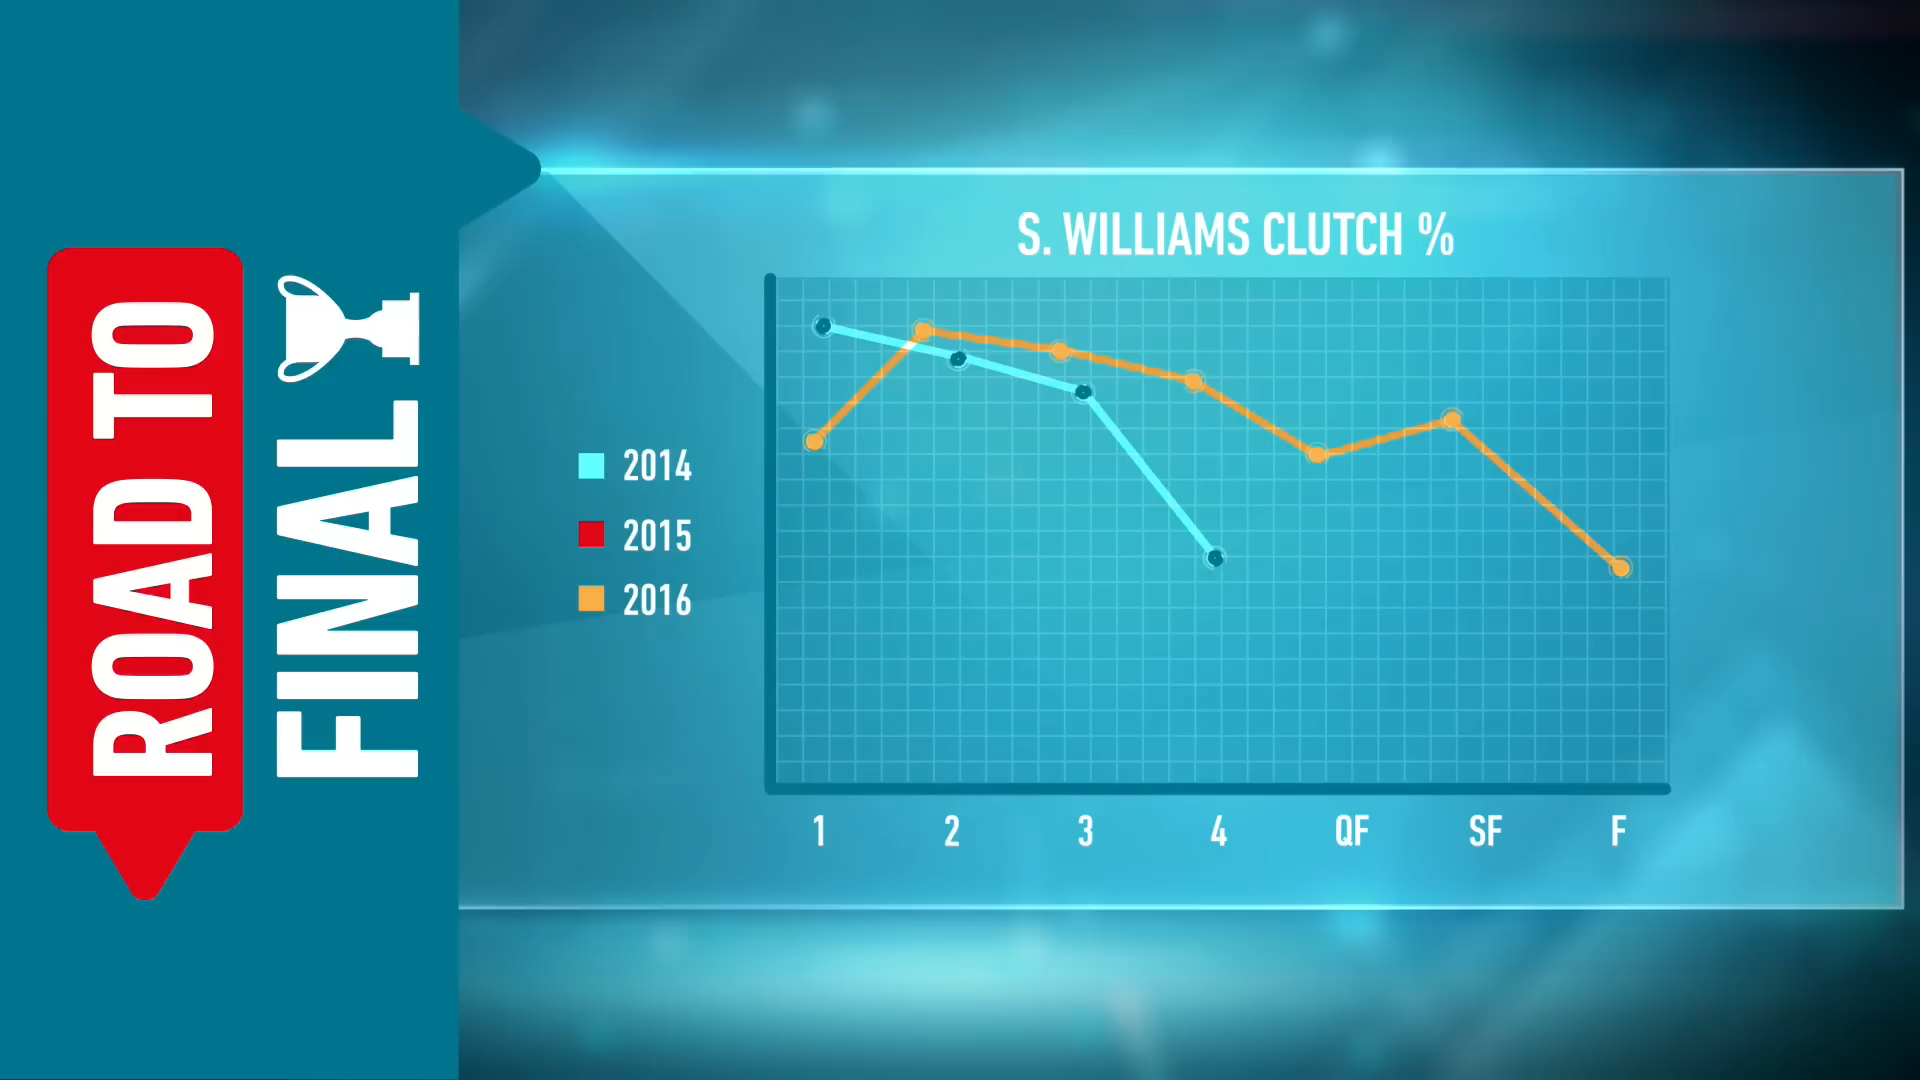 ROAD TO
FINAL
S. WILLIAMS CLUTCH %
2014
2015
2016
1 2 3 4 QF SF F